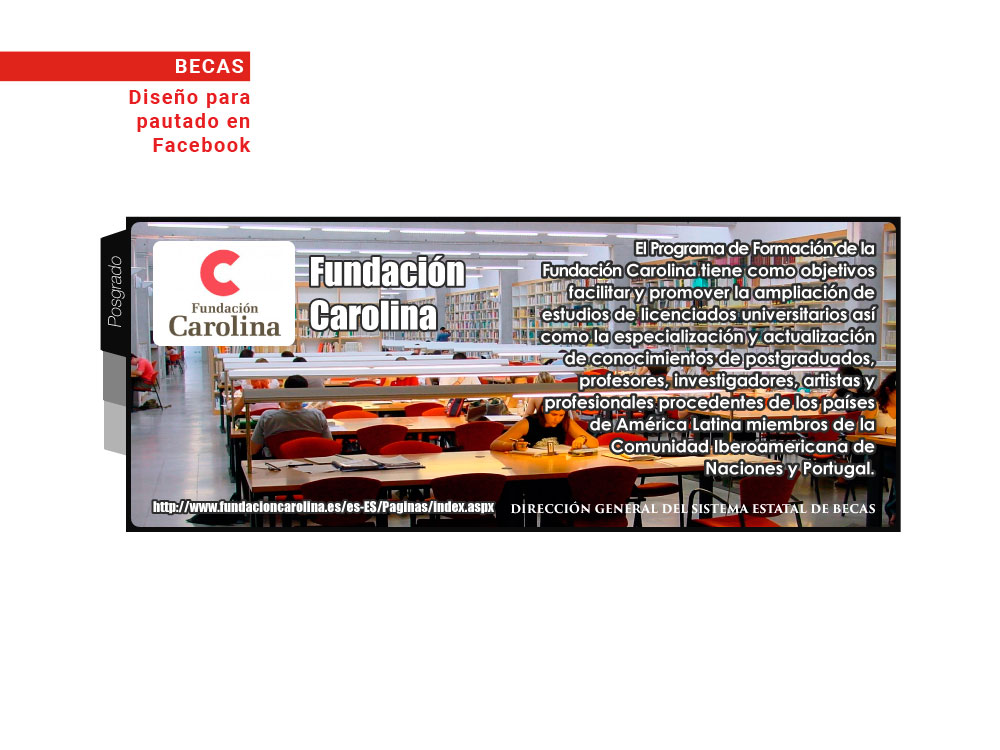 BECAS
Diseño para
pautado en
Facebook
Posgrado
Fundación
Carolina
Fundación
Carolina
El Programa de Formación de la
Fundación Carolina tiene como objetivos
facilitar y promover la ampliación de
estudios de licenciados universitarios así
como la especialización y actualización
de conocimientos de postgraduados,
profesores, investigadores, artistas y
profesionales procedentes de los países
de América Latina miembros de la
Comunidad Iberoamericana de
Naciones y Portugal.
http://www.fundacioncarolina.es/es-ES/Paginas/index.aspx
DIRECCIÓN GENERAL DEL SISTEMA ESTATAL DE BECAS